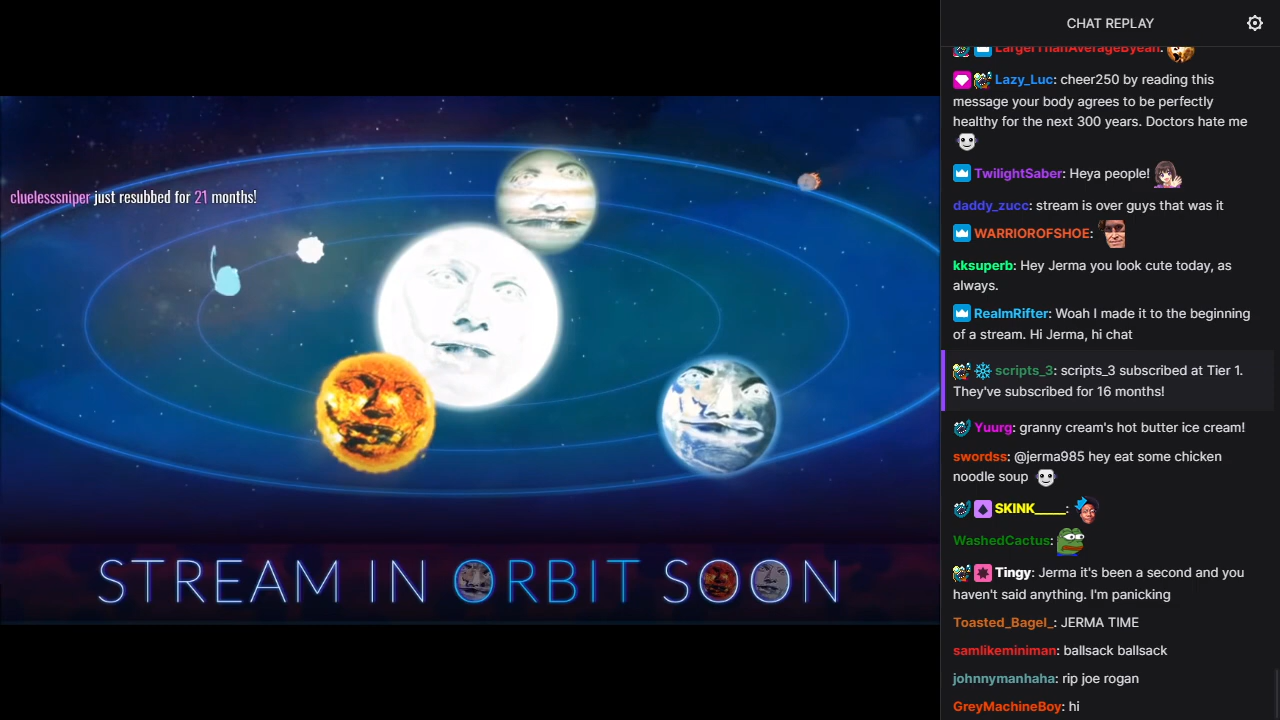 cluelesssniper just resubbed for 21 months!
STREAM IN ORBIT SOON
CHAT REPLAY
LargerThanAverageByeah:
Lazy_Luc: cheer250 by reading this
message your body agrees to be perfectly
healthy for the next 300 years. Doctors hate me
TwilightSaber: Heya people!
daddy_zucc: stream is over guys that was it
WARRIOROFSHOE:
kksuperb: Hey Jerma you look cute today, as
always.
RealmRifter: Woah I made it to the beginning
of a stream. Hi Jerma, hi chat
scripts_3: scripts_3 subscribed at Tier 1.
They've subscribed for 16 months!
Yuurg: granny cream's hot butter ice cream!
swordss: @jerma985 hey eat some chicken
noodle soup
SKINK_____:
WashedCactus:
Tingy: Jerma it's been a second and you
haven't said anything. I'm panicking
Toasted_Bagel_: JERMA TIME
samlikeminiman: ballsack ballsack
johnnymanhaha: rip joe rogan
GreyMachineBoy: hi